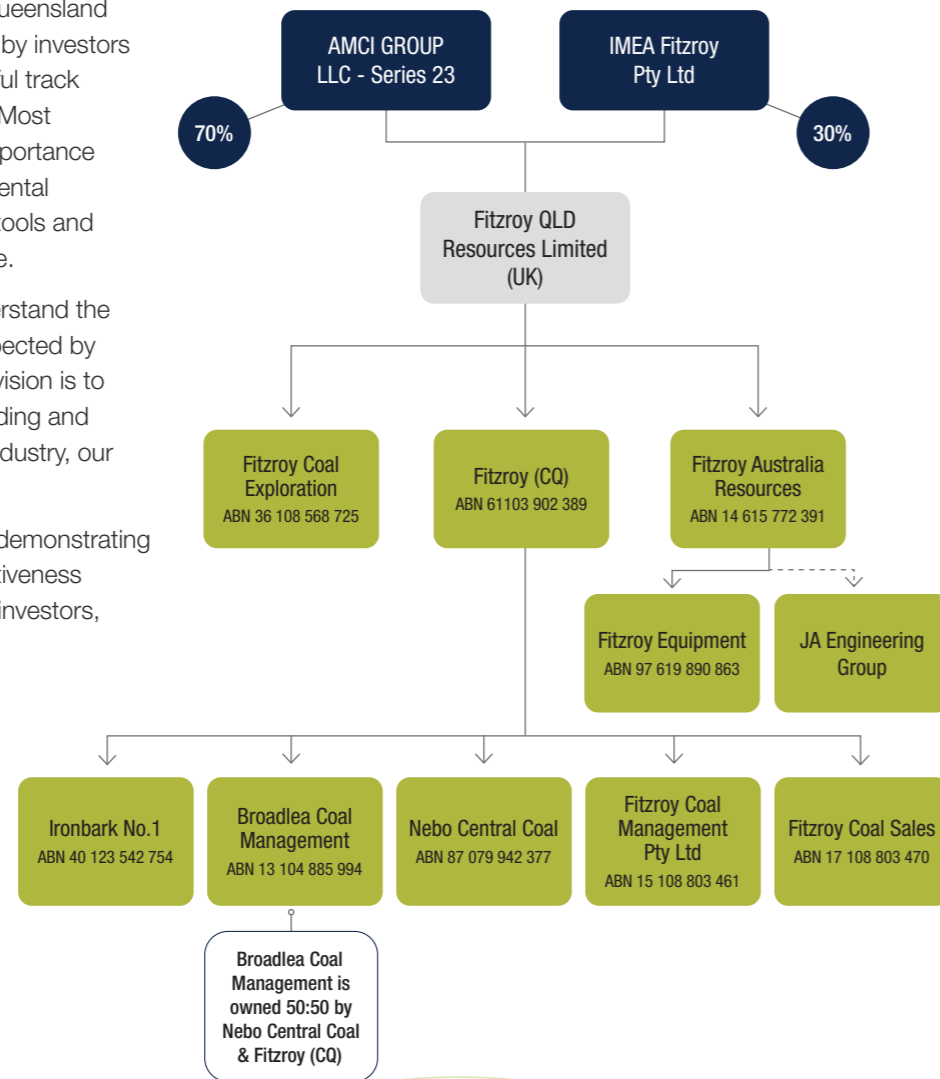 ueensland
by investors
ul track
Most
portance
ental
tools and
e.
erstand the
pected by
vision is to
ding and
dustry, our
demonstrating
tiveness
investors,
AMCI GROUP
LLC - Series 23
IMEA Fitzroy
Pty Ltd
70%
30%
Fitzroy QLD
Resources Limited
(UK)
Fitzroy Coal
Exploration
ABN 36 108 568 725
Fitzroy (CQ)
ABN 61103 902 389
Fitzroy Australia
Resources
ABN 14 615 772 391
Fitzroy Equipment
ABN 97 619 890 863
JA Engineering
Group
Ironbark No.1
ABN 40 123 542 754
Broadlea Coal
Management
ABN 13 104 885 994
Nebo Central Coal
ABN 87 079 942 377
Fitzroy Coal
Management
Pty Ltd
ABN 15 108 803 461
Fitzroy Coal Sales
ABN 17 108 803 470
Broadlea Coal
Management is
owned 50:50 by
Nebo Central Coal
& Fitzroy (CQ)